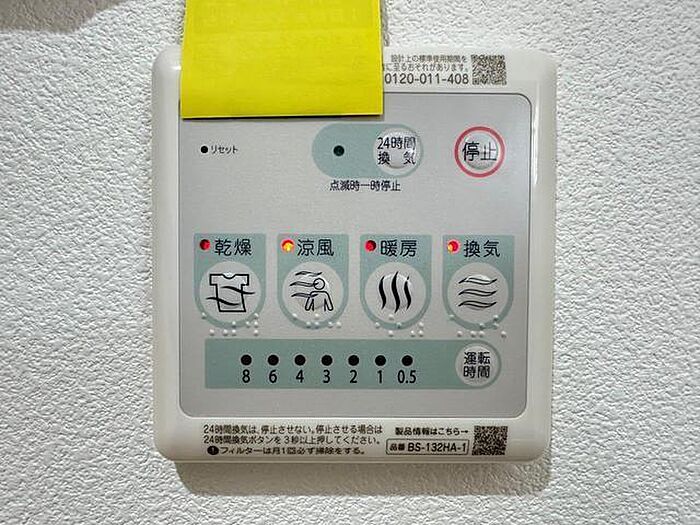 設計上の標準使用期間を
に至るおそれがあります。
0120-011-408
リセット
24時間
換気
停止
点滅時一時停止
乾燥
涼風
暖房
換気
8 6 4 3 2 1 0.5
運転
時間
24時間換気は、停止させない。停止させる場合は
24時間換気ボタンを3秒以上押してください。
フィルターは月1回必ず掃除をする。
製品情報はこちら→
品番 BS-132HA-1